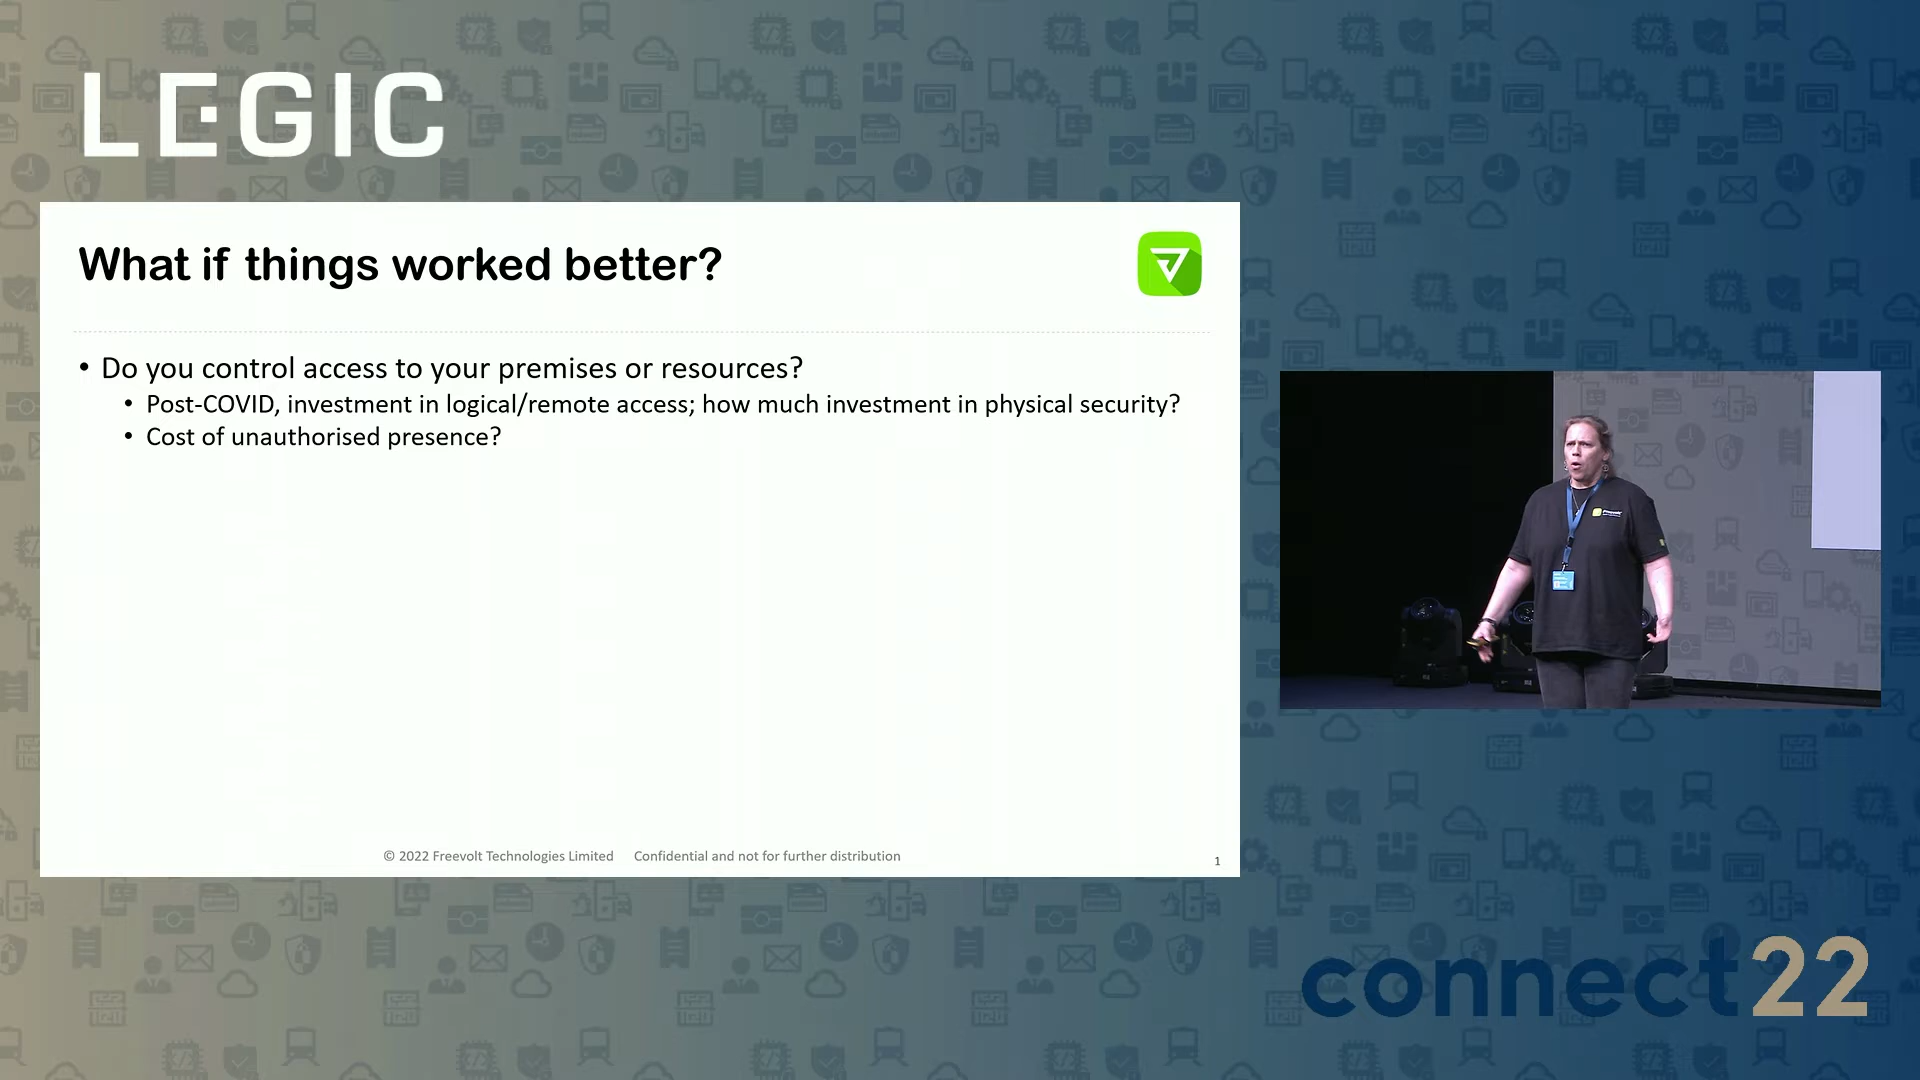 LEGIC
What if things worked better?
• Do you control access to your premises or resources?
• Post-COVID, investment in logical/remote access; how much investment in physical security?
• Cost of unauthorised presence?
© 2022 Freevolt Technologies Limited Confidential and not for further distribution
1
connect22